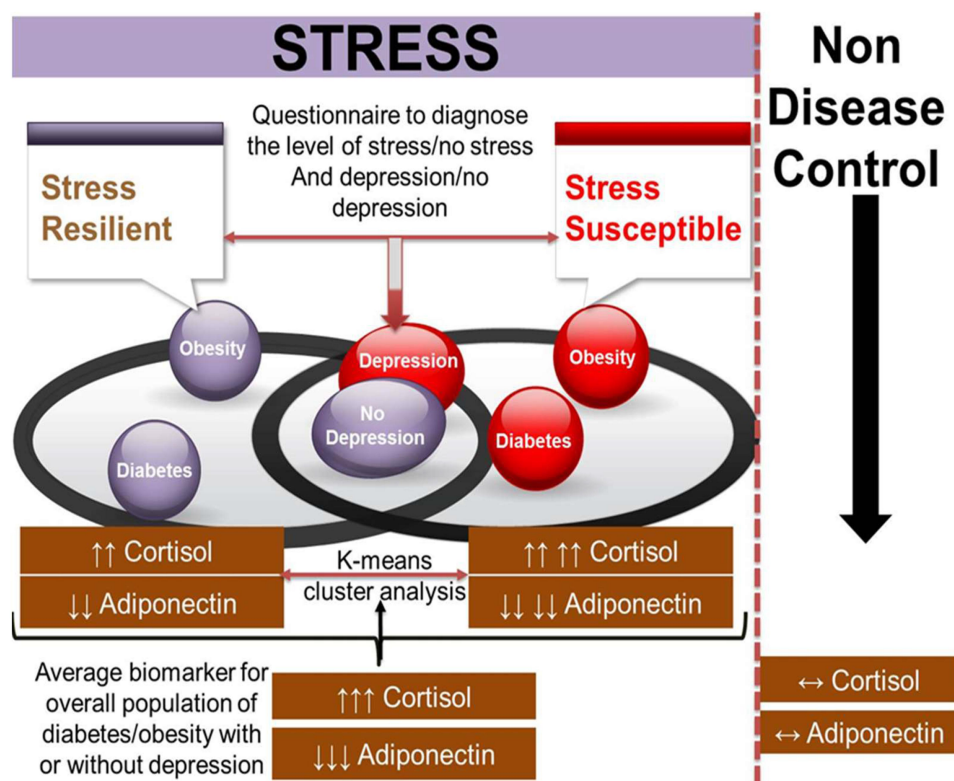 STRESS
Non
Disease
Control
Questionnaire to diagnose
the level of stress/no stress
And depression/no
depression
Stress
Resilient
Stress
Susceptible
Obesity
Depression
Obesity
No
Depression
Diabetes
Diabetes
↑↑ Cortisol
↓↓ Adiponectin
K-means
cluster analysis
↑↑ ↑↑ Cortisol
↓↓ ↓↓ Adiponectin
Average biomarker for
overall population of
diabetes/obesity with
or without depression
↑↑↑ Cortisol
↓↓↓ Adiponectin
↔ Cortisol
↔ Adiponectin